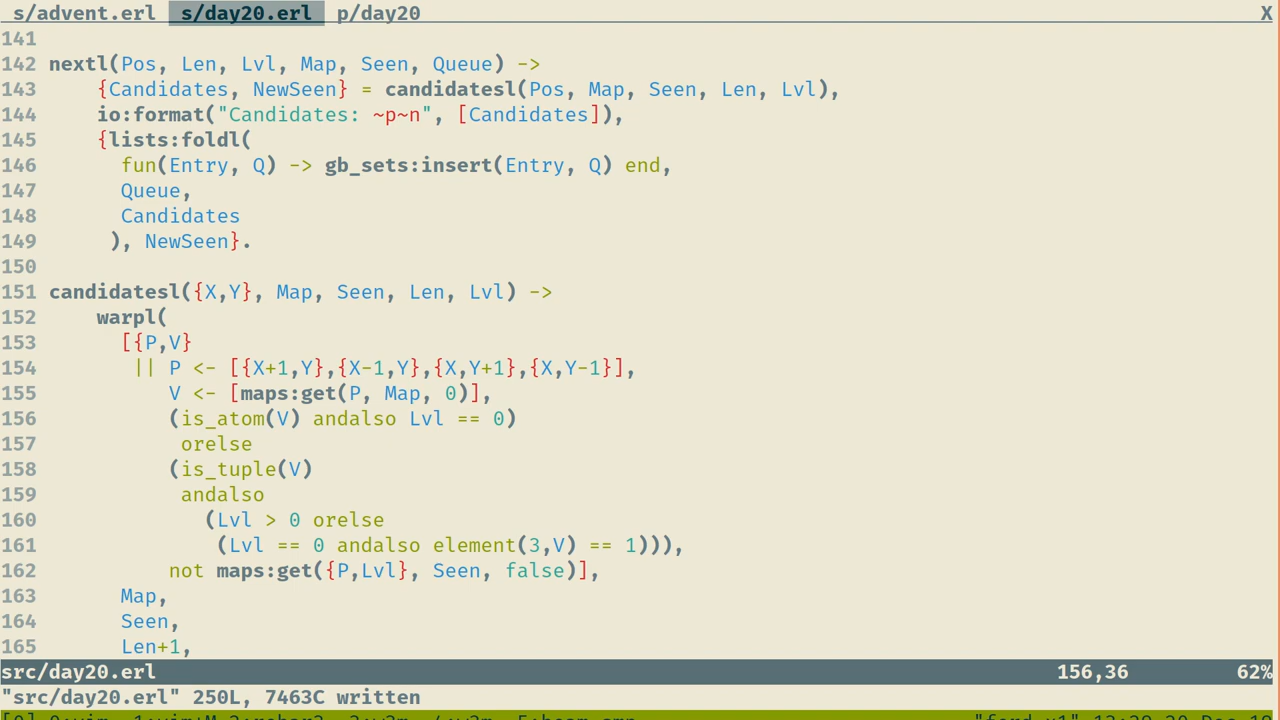 s/advent.erl s/day20.erl p/day20 X
141
142 nextl(Pos, Len, Lvl, Map, Seen, Queue) ->
143     {Candidates, NewSeen} = candidatesl(Pos, Map, Seen, Len, Lvl),
144     io:format("Candidates: ~p~n", [Candidates]),
145     {lists:foldl(
146       fun(Entry, Q) -> gb_sets:insert(Entry, Q) end,
147       Queue,
148       Candidates
149      ), NewSeen}.
150
151 candidatesl({X,Y}, Map, Seen, Len, Lvl) ->
152     warpl(
153       [{P,V}
154        || P <- [{X+1,Y},{X-1,Y},{X,Y+1},{X,Y-1}],
155           V <- [maps:get(P, Map, 0)],
156           (is_atom(V) andalso Lvl == 0)
157            orelse
158           (is_tuple(V)
159            andalso
160              (Lvl > 0 orelse
161               (Lvl == 0 andalso element(3,V) == 1))),
162           not maps:get({P,Lvl}, Seen, false)],
163       Map,
164       Seen,
165       Len+1,
src/day20.erl 156,36 62%
"src/day20.erl" 250L, 7463C written